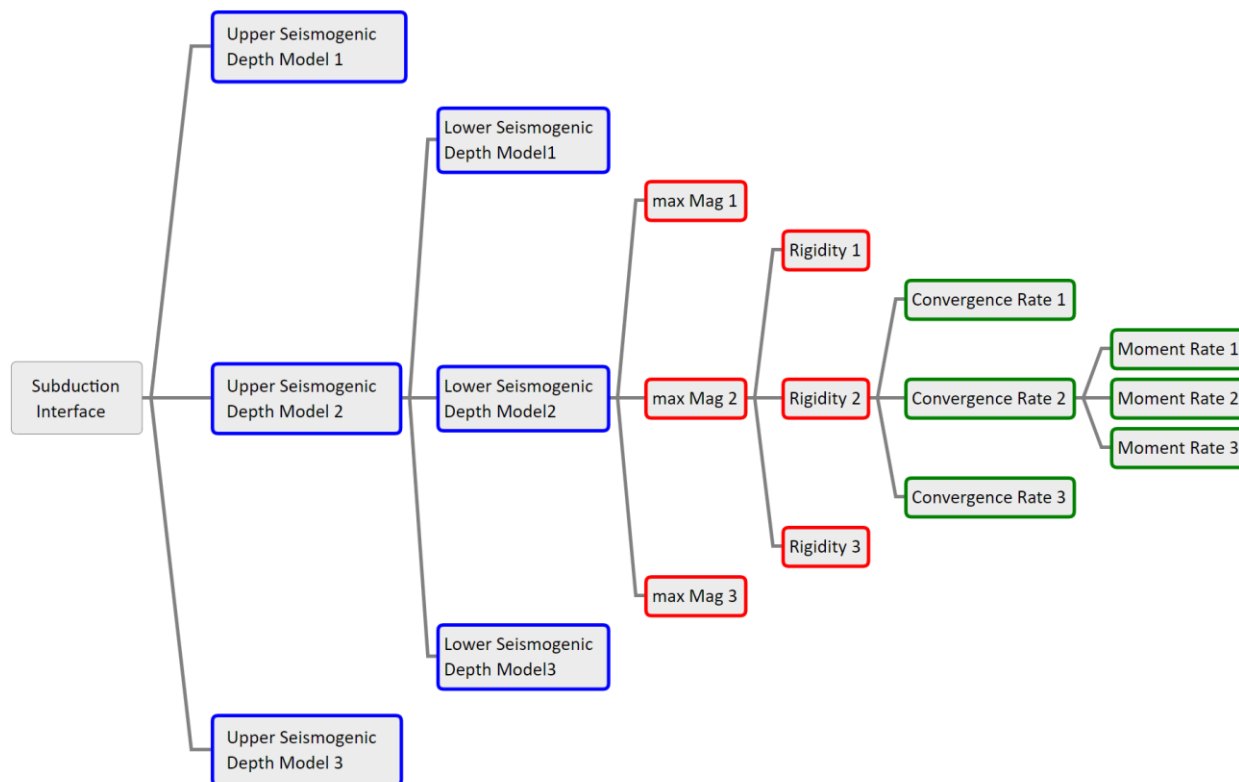 Upper Seismogenic
Depth Model 1
Lower Seismogenic
Depth Model1
max Mag 1
Rigidity 1
Convergence Rate 1
Moment Rate 1
Subduction
Interface
Upper Seismogenic
Depth Model 2
Lower Seismogenic
Depth Model2
max Mag 2
Rigidity 2
Convergence Rate 2
Moment Rate 2
Moment Rate 3
Convergence Rate 3
Rigidity 3
max Mag 3
Lower Seismogenic
Depth Model3
Upper Seismogenic
Depth Model 3